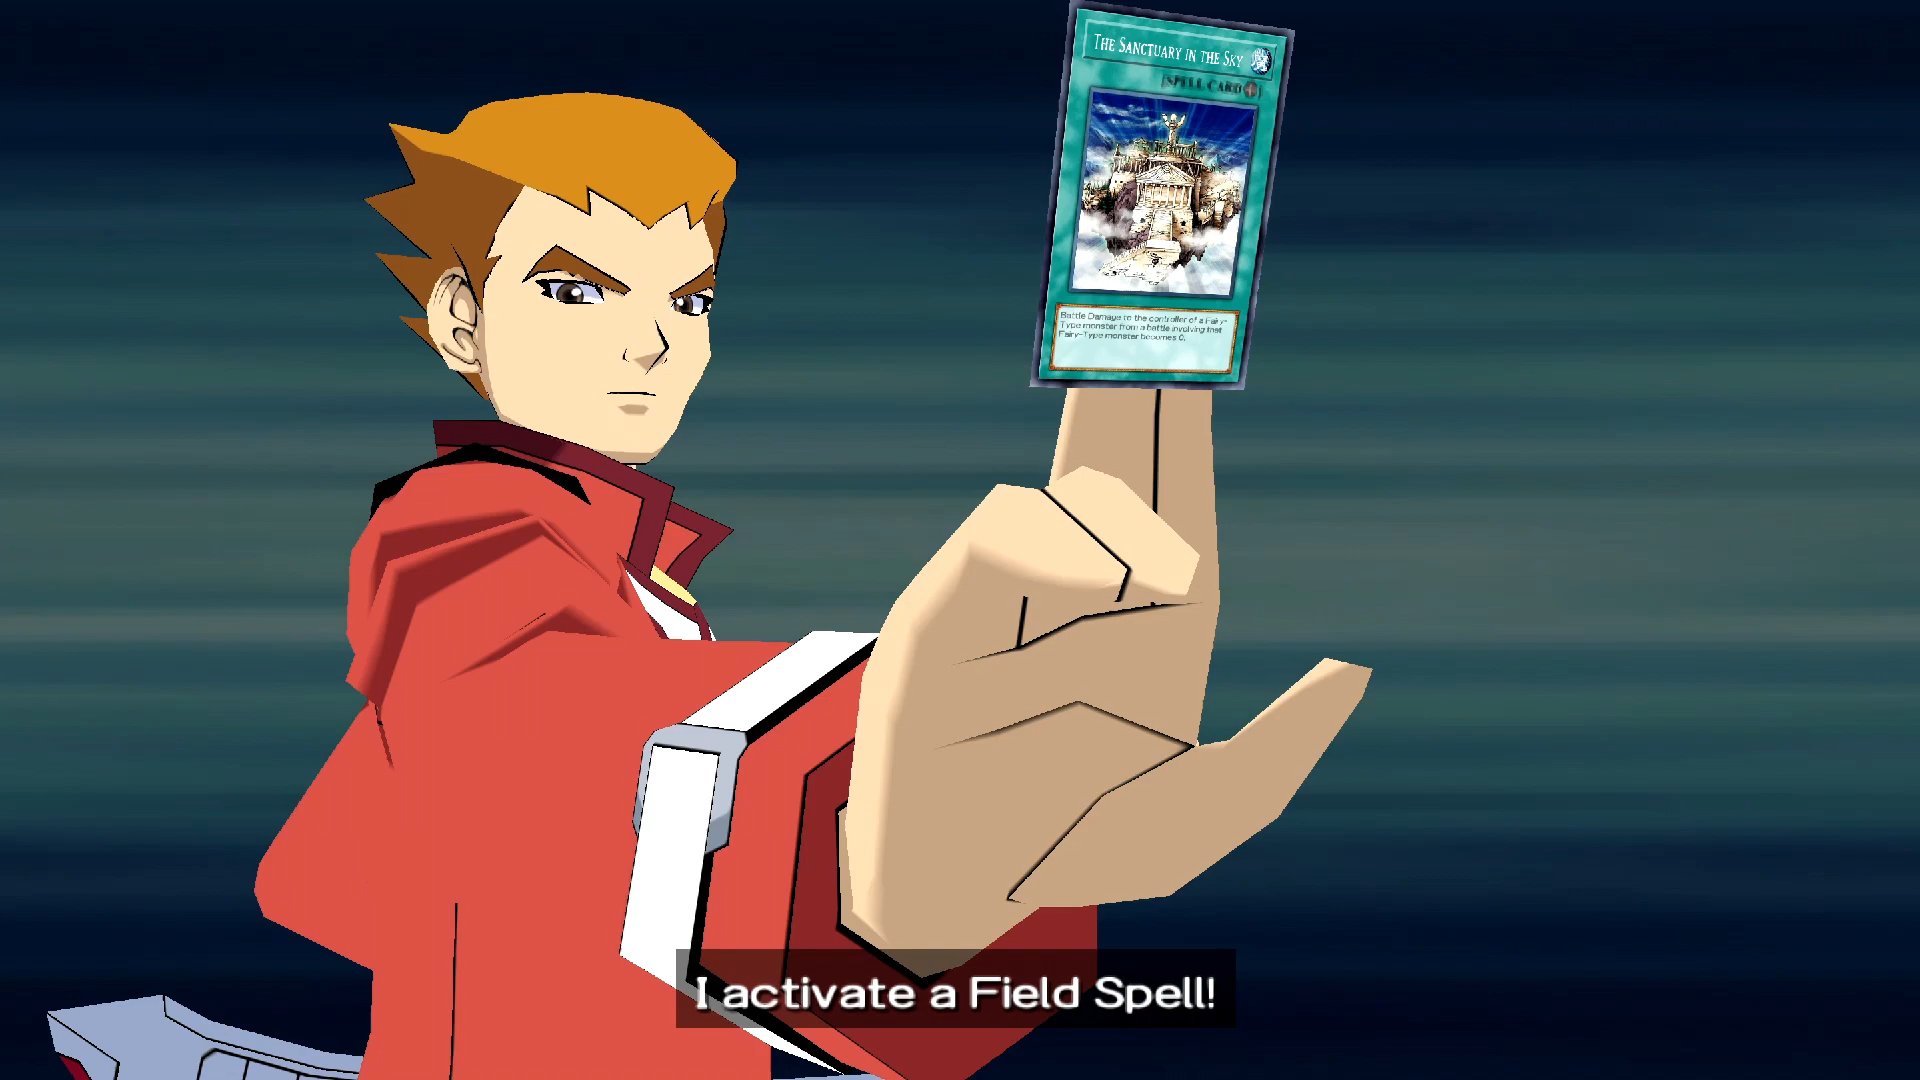 THE SANCTUARY IN THE SKY
[SPELL CARD]
Battle Damage to the controller of a Fairy-
Type monster from a battle involving that
Fairy-Type monster becomes 0.
I activate a Field Spell!